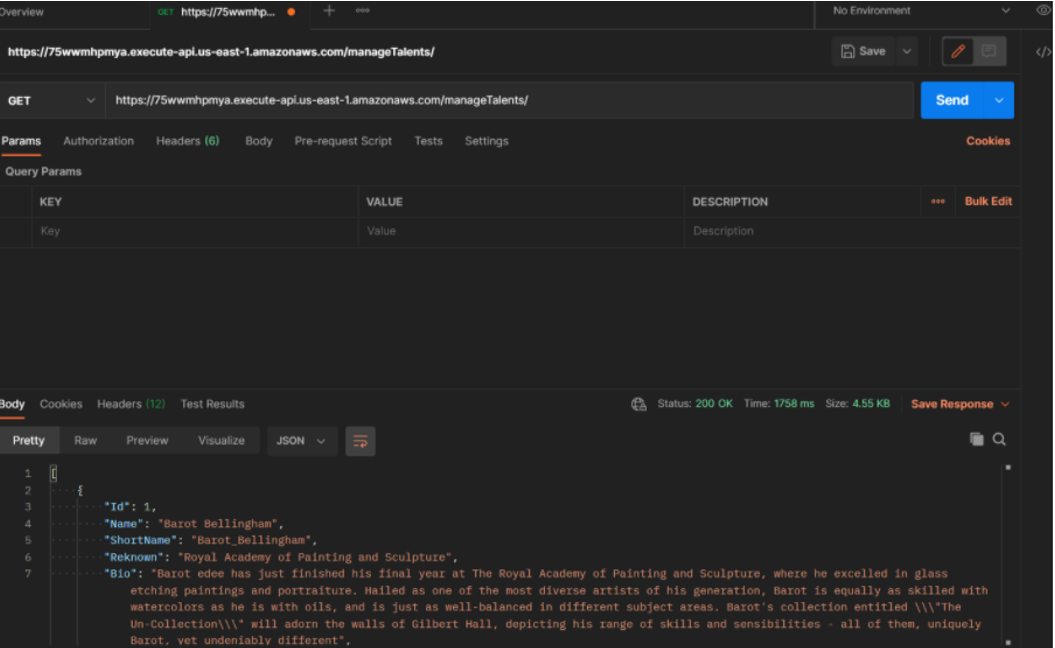 Overview GET https://75wwmhp... No Environment
https://75wwmhpmya.execute-api.us-east-1.amazonaws.com/manageTalents/ Save
GET https://75wwmhpmya.execute-api.us-east-1.amazonaws.com/manageTalents/ Send
Params Authorization Headers (6) Body Pre-request Script Tests Settings Cookies
Query Params
KEY VALUE DESCRIPTION Bulk Edit
Key Value Description
Body Cookies Headers (12) Test Results Status: 200 OK Time: 1758 ms Size: 4.55 KB Save Response
Pretty Raw Preview Visualize JSON
1 [
2 {
3 "Id": 1,
4 "Name": "Barot Bellingham",
5 "ShortName": "Barot_Bellingham",
6 "Reknown": "Royal Academy of Painting and Sculpture",
7 "Bio": "Barot edee has just finished his final year at The Royal Academy of Painting and Sculpture, where he excelled in glass
etching paintings and portraiture. Hailed as one of the most diverse artists of his generation, Barot is equally as skilled with
watercolors as he is with oils, and is just as well-balanced in different subject areas. Barot's collection entitled \\\"The
Un-Collection\\\" will adorn the walls of Gilbert Hall, depicting his range of skills and sensibilities - all of them, uniquely
Barot, yet undeniably different",